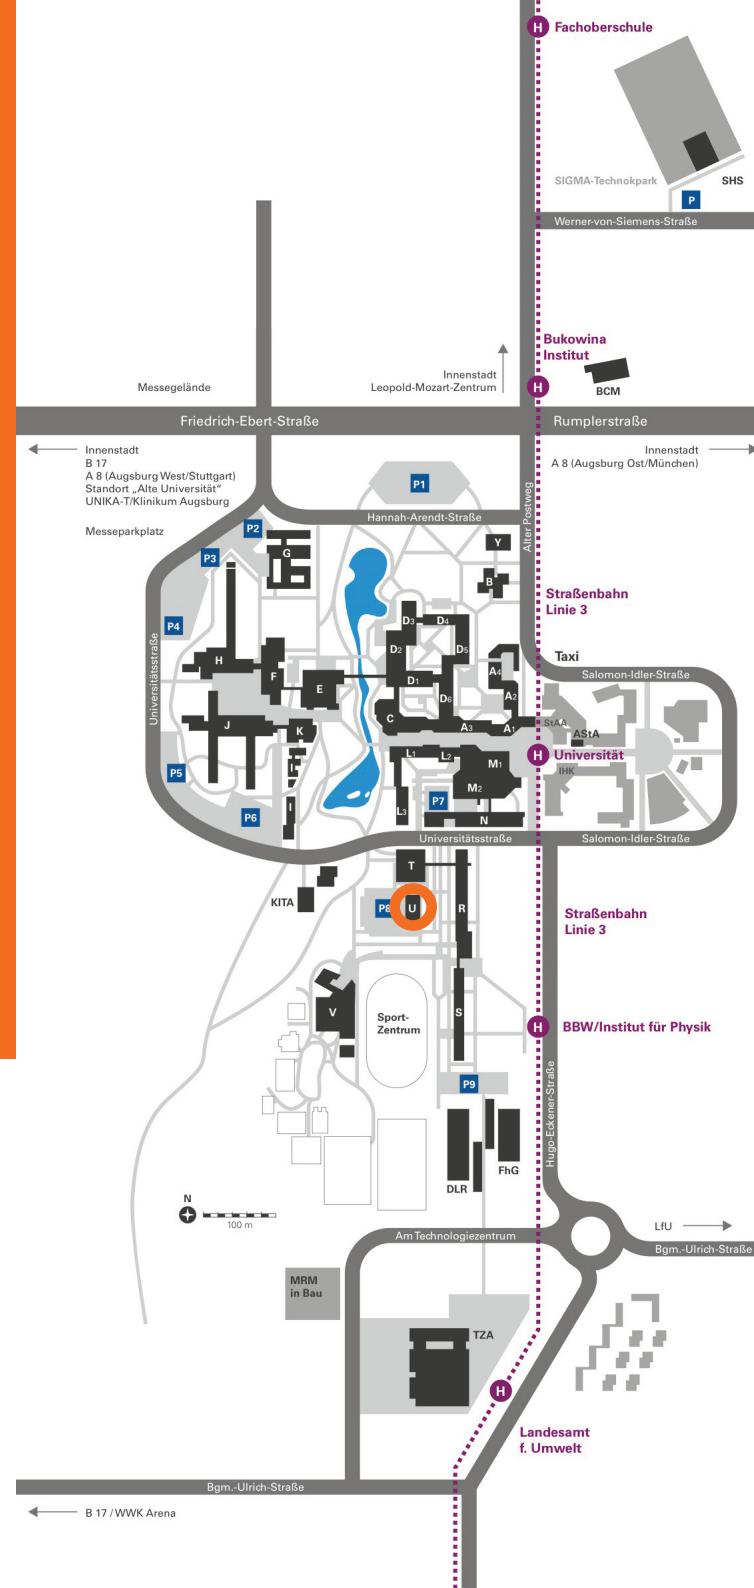 H Fachoberschule
SIGMA-Technokpark
SHS
P
Werner-von-Siemens-Straße
Bukowina
Institut
H
BCM
Innenstadt
Leopold-Mozart-Zentrum
Messegelände
Friedrich-Ebert-Straße
Rumplerstraße
Innenstadt
B 17
A 8 (Augsburg West/Stuttgart)
Standort „Alte Universität“
UNIKA-T/Klinikum Augsburg
Innenstadt
A 8 (Augsburg Ost/München)
Messeparkplatz
P1
Hannah-Arendt-Straße
Alter Postweg
P2
P3
G
Y
B
P4
Straßenbahn
Linie 3
D3
D4
D2
D5
H
F
E
D1
D6
A4
A2
Taxi
Salomon-Idler-Straße
Universitätsstraße
J
K
C
A3
A1
StAA
AStA
H Universität
IHK
L1
L2
M1
M2
P5
P6
I
L3
P7
N
Universitätsstraße
Salomon-Idler-Straße
T
KITA
P8
U
R
Straßenbahn
Linie 3
V
Sport-
Zentrum
S
H BBW/Institut für Physik
P9
Hugo-Eckener-Straße
DLR
FhG
N
100 m
LfU
Am Technologiezentrum
Bgm.-Ulrich-Straße
MRM
in Bau
TZA
H
Landesamt
f. Umwelt
Bgm.-Ulrich-Straße
B 17 / WWK Arena